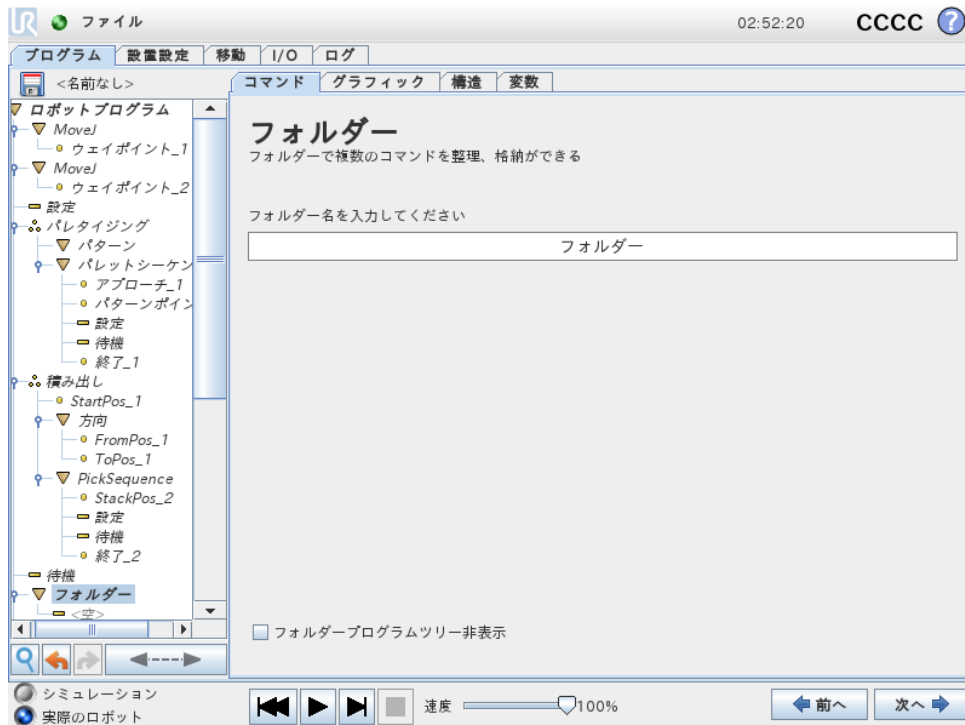 UR ファイル 02:52:20 CCCC ?
プログラム 設置設定 移動 I/O ログ
<名前なし>
コマンド グラフィック 構造 変数
ロボットプログラム
MoveJ
ウェイポイント_1
MoveJ
ウェイポイント_2
設定
パレタイジング
パターン
パレットシーケン
アプローチ_1
パターンポイン
設定
待機
終了_1
積み出し
StartPos_1
方向
FromPos_1
ToPos_1
PickSequence
StackPos_2
設定
待機
終了_2
待機
フォルダー
<空>
フォルダー
フォルダーで複数のコマンドを整理、格納ができる
フォルダー名を入力してください
フォルダー
フォルダープログラムツリー非表示
シミュレーション
実際のロボット
速度 100%
前へ 次へ